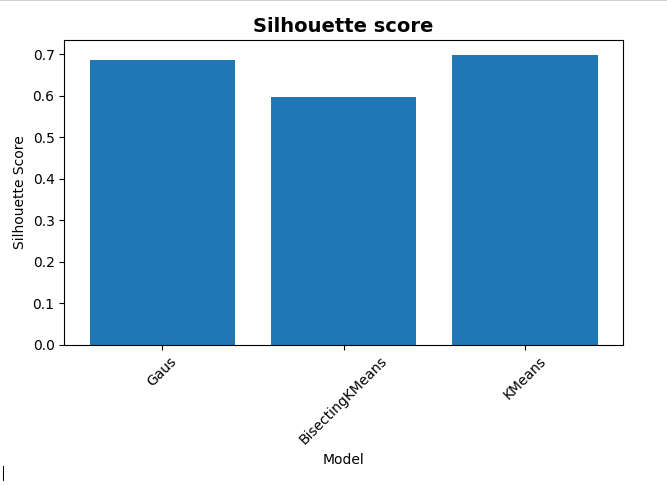 Silhouette score
Silhouette Score
0.7
0.6
0.5
0.4
0.3
0.2
0.1
0.0
Gaus
BisectingKMeans
KMeans
Model